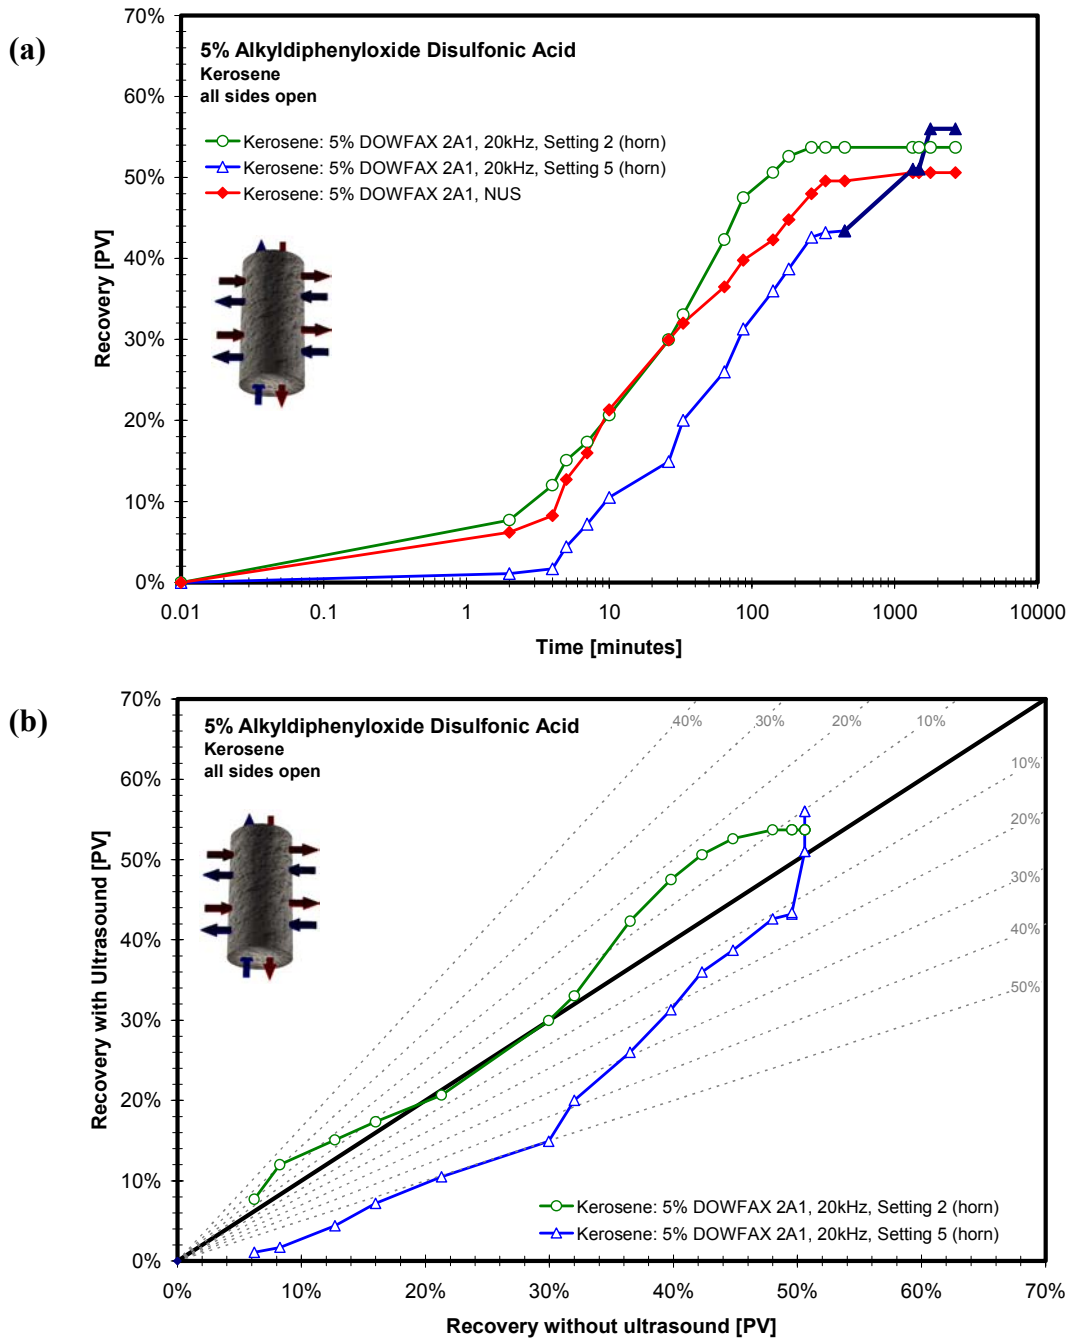 (a)
5% Alkyldiphenyloxide Disulfonic Acid
Kerosene
all sides open
Kerosene: 5% DOWFAX 2A1, 20kHz, Setting 2 (horn)
Kerosene: 5% DOWFAX 2A1, 20kHz, Setting 5 (horn)
Kerosene: 5% DOWFAX 2A1, NUS
Recovery [PV]
70%
60%
50%
40%
30%
20%
10%
0%
0.01 0.1 1 10 100 1000 10000
Time [minutes]
(b)
5% Alkyldiphenyloxide Disulfonic Acid
Kerosene
all sides open
40% 30% 20% 10%
10%
20%
30%
40%
50%
Recovery with Ultrasound [PV]
70%
60%
50%
40%
30%
20%
10%
0%
Kerosene: 5% DOWFAX 2A1, 20kHz, Setting 2 (horn)
Kerosene: 5% DOWFAX 2A1, 20kHz, Setting 5 (horn)
0% 10% 20% 30% 40% 50% 60% 70%
Recovery without ultrasound [PV]